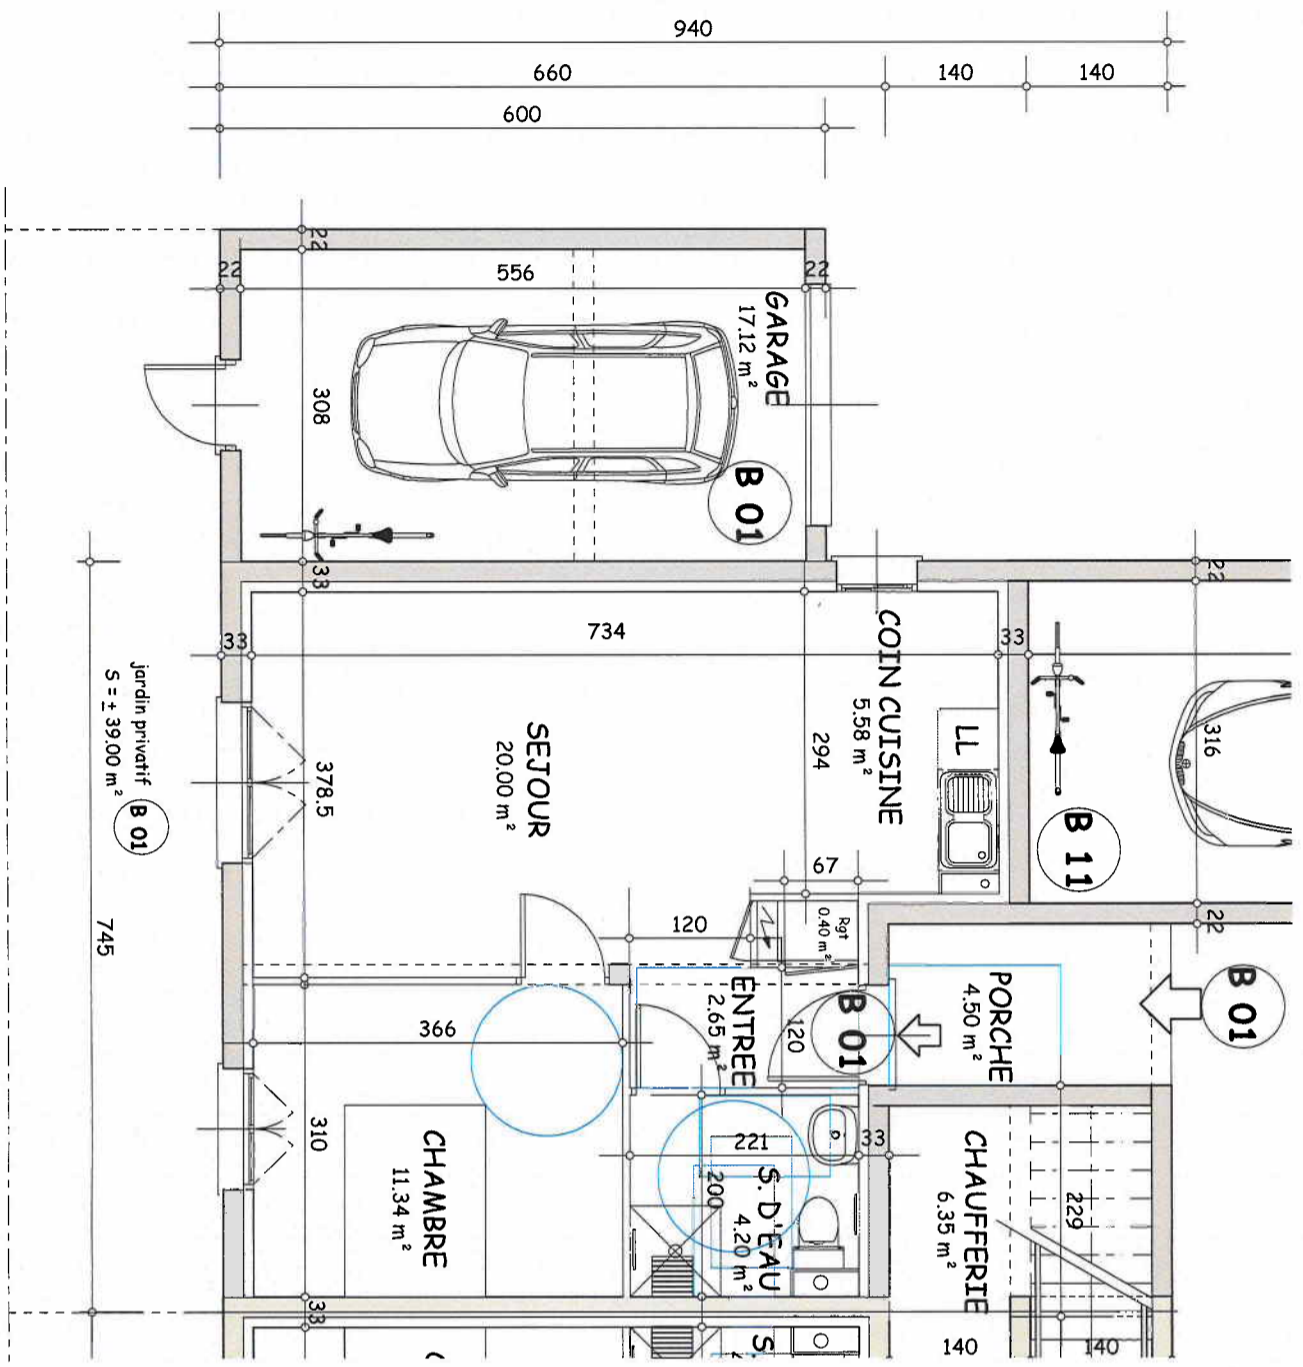 940
660
140
140
600
22
22
556
22
GARAGE
17.12 m²
308
B 01
33
22
33
734
33
COIN CUISINE
5.58 m²
LL
316
294
SEJOUR
20.00 m²
378.5
jardin privatif
S = ± 39.00 m²
B 01
B 11
67
Rgt
0.40 m²
22
120
745
ENTREE
2.65 m²
120
B 01
PORCHE
4.50 m²
B 01
366
310
CHAMBRE
11.34 m²
221
33
200
S. D'EAU
4.20 m²
CHAUFFERIE
6.35 m²
229
33
S.
140
140